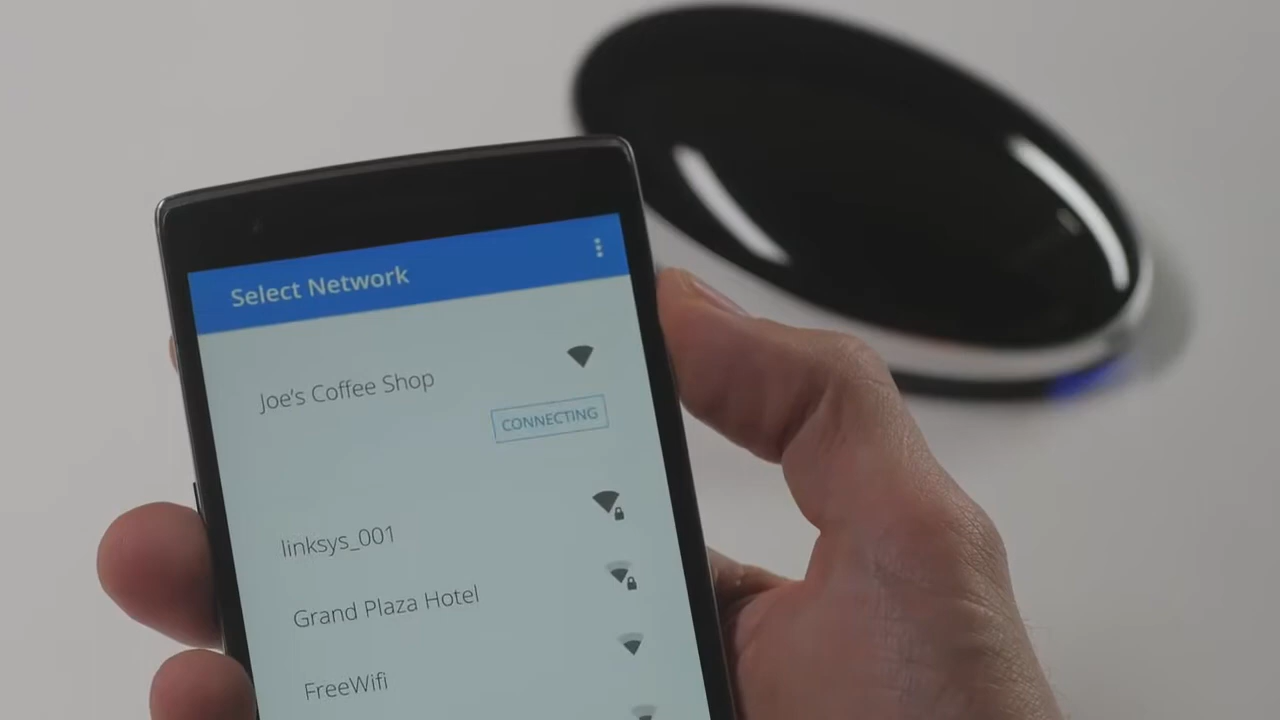 Select Network
Joe's Coffee Shop
CONNECTING
linksys_001
Grand Plaza Hotel
FreeWifi